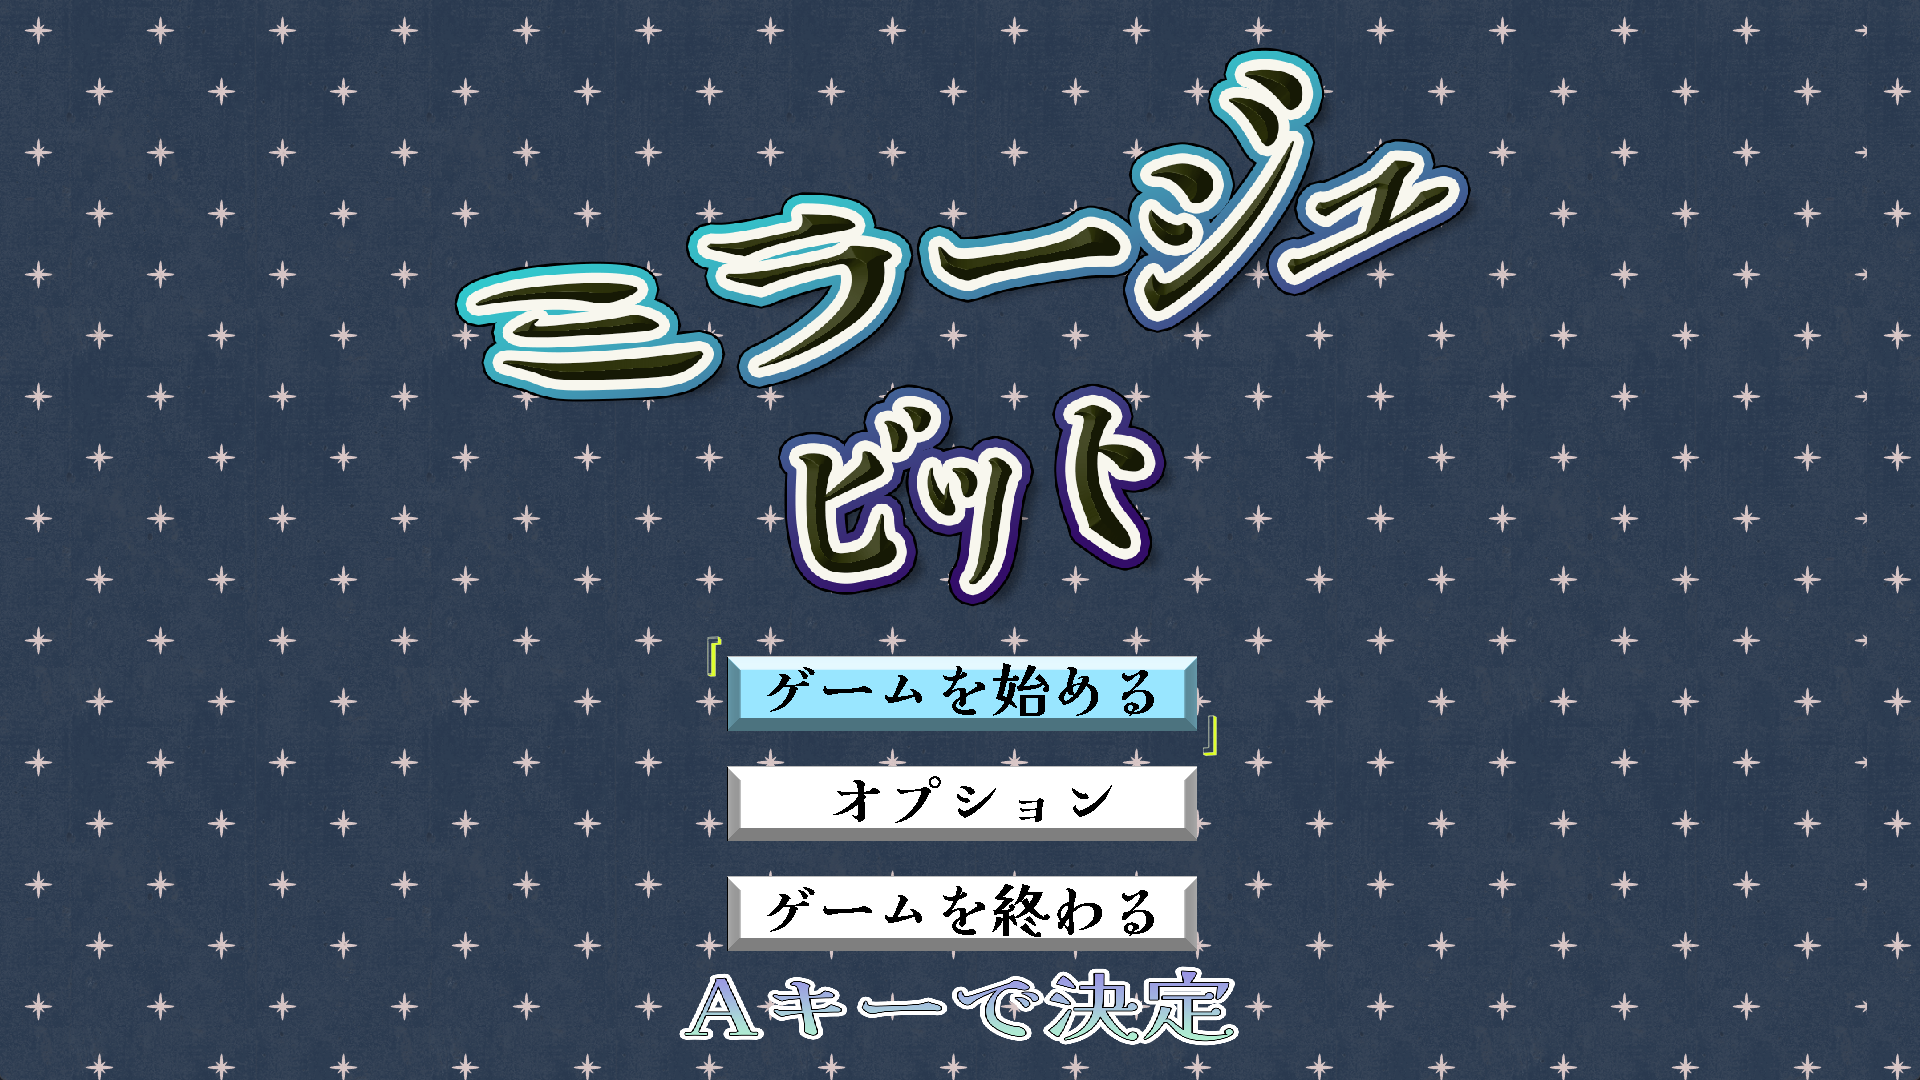 ミラージュ
ビット
ゲームを始める
オプション
ゲームを終わる
Aキーで決定